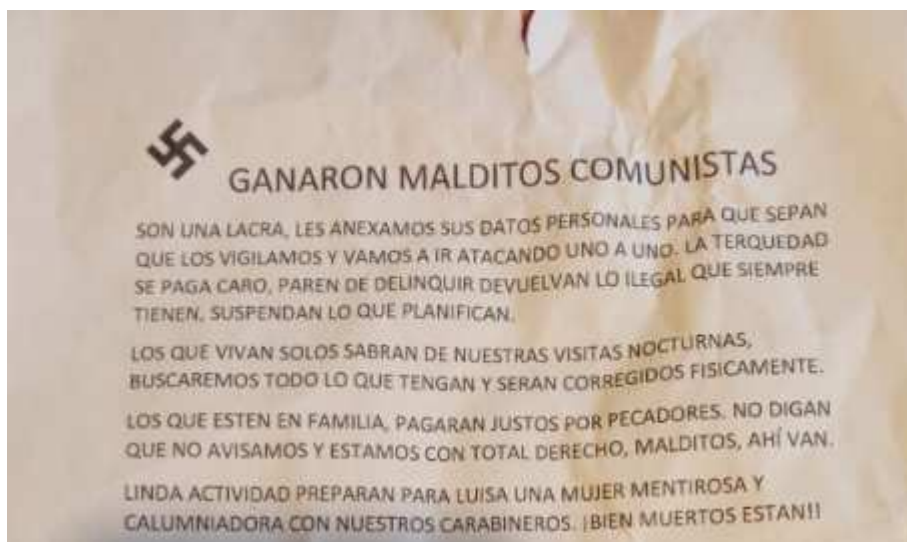 GANARON MALDITOS COMUNISTAS
SON UNA LACRA, LES ANEXAMOS SUS DATOS PERSONALES PARA QUE SEPAN
QUE LOS VIGILAMOS Y VAMOS A IR ATACANDO UNO A UNO. LA TERQUEDAD
SE PAGA CARO, PAREN DE DELINQUIR DEVUELVAN LO ILEGAL QUE SIEMPRE
TIENEN, SUSPENDAN LO QUE PLANIFICAN.
LOS QUE VIVAN SOLOS SABRAN DE NUESTRAS VISITAS NOCTURNAS,
BUSCAREMOS TODO LO QUE TENGAN Y SERAN CORREGIDOS FISICAMENTE.
LOS QUE ESTEN EN FAMILIA, PAGARAN JUSTOS POR PECADORES. NO DIGAN
QUE NO AVISAMOS Y ESTAMOS CON TOTAL DERECHO, MALDITOS, AHÍ VAN.
LINDA ACTIVIDAD PREPARAN PARA LUISA UNA MUJER MENTIROSA Y
CALUMNIADORA CON NUESTROS CARABINEROS. ¡BIEN MUERTOS ESTAN!!